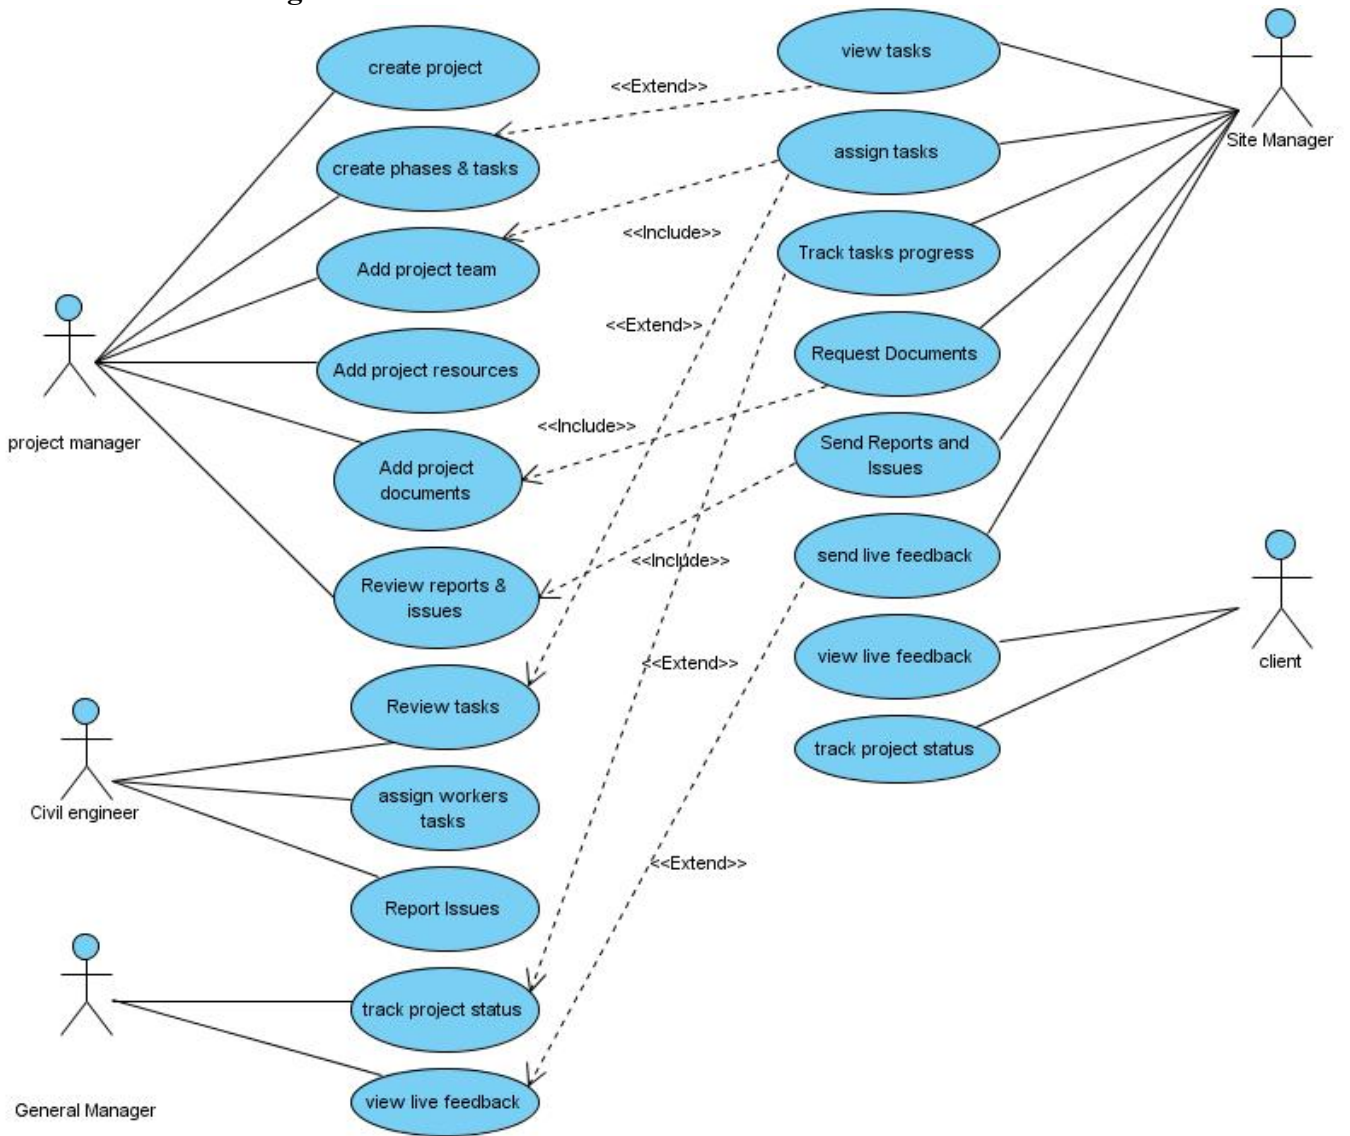 create project
view tasks
<<Extend>>
Site Manager
create phases & tasks
assign tasks
<<Include>>
Add project team
Track tasks progress
<<Extend>>
Add project resources
Request Documents
project manager
<<Include>>
Add project
documents
Send Reports and
Issues
<<Include>>
send live feedback
Review reports &
issues
view live feedback
client
<<Extend>>
Review tasks
track project status
Civil engineer
assign workers
tasks
<<Extend>>
Report Issues
track project status
General Manager
view live feedback